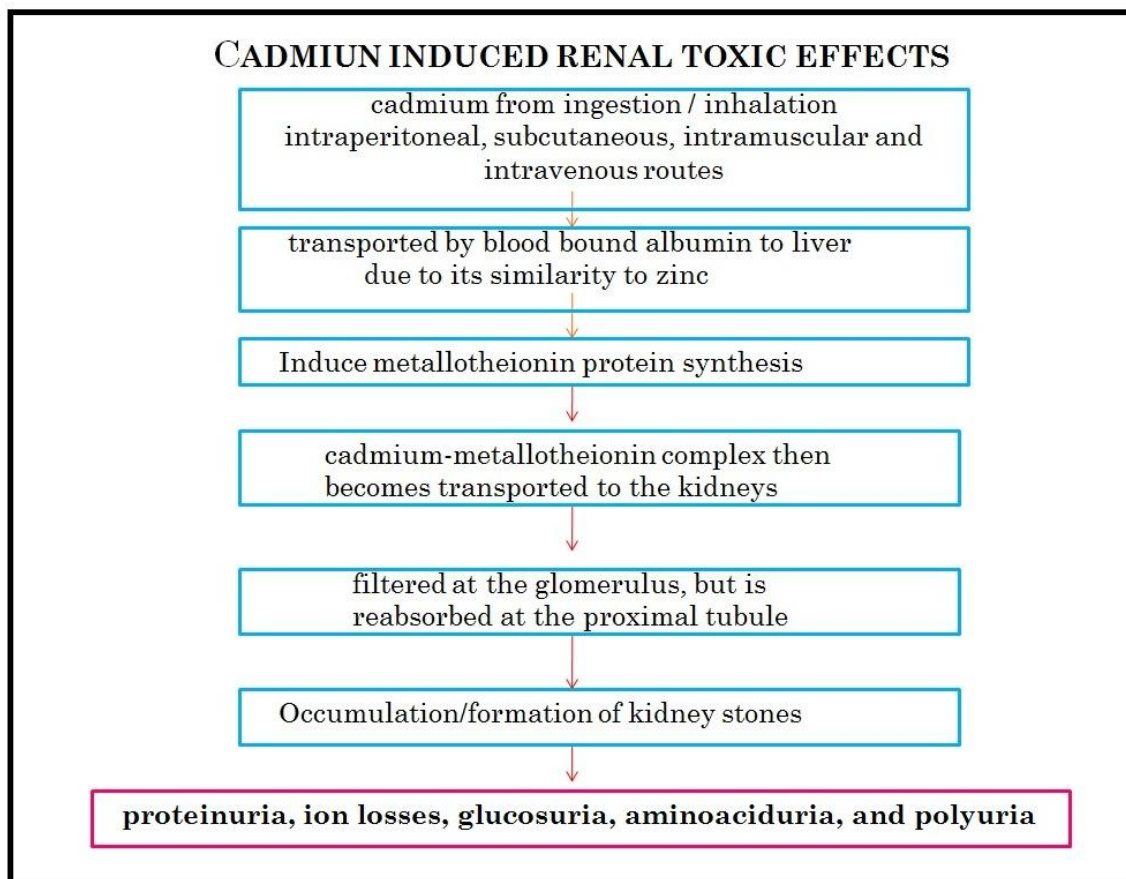 CADMIUN INDUCED RENAL TOXIC EFFECTS
cadmium from ingestion / inhalation
intraperitoneal, subcutaneous, intramuscular and
intravenous routes
transported by blood bound albumin to liver
due to its similarity to zinc
Induce metallotheionin protein synthesis
cadmium-metallotheionin complex then
becomes transported to the kidneys
filtered at the glomerulus, but is
reabsorbed at the proximal tubule
Occumulation/formation of kidney stones
proteinuria, ion losses, glucosuria, aminoaciduria, and polyuria